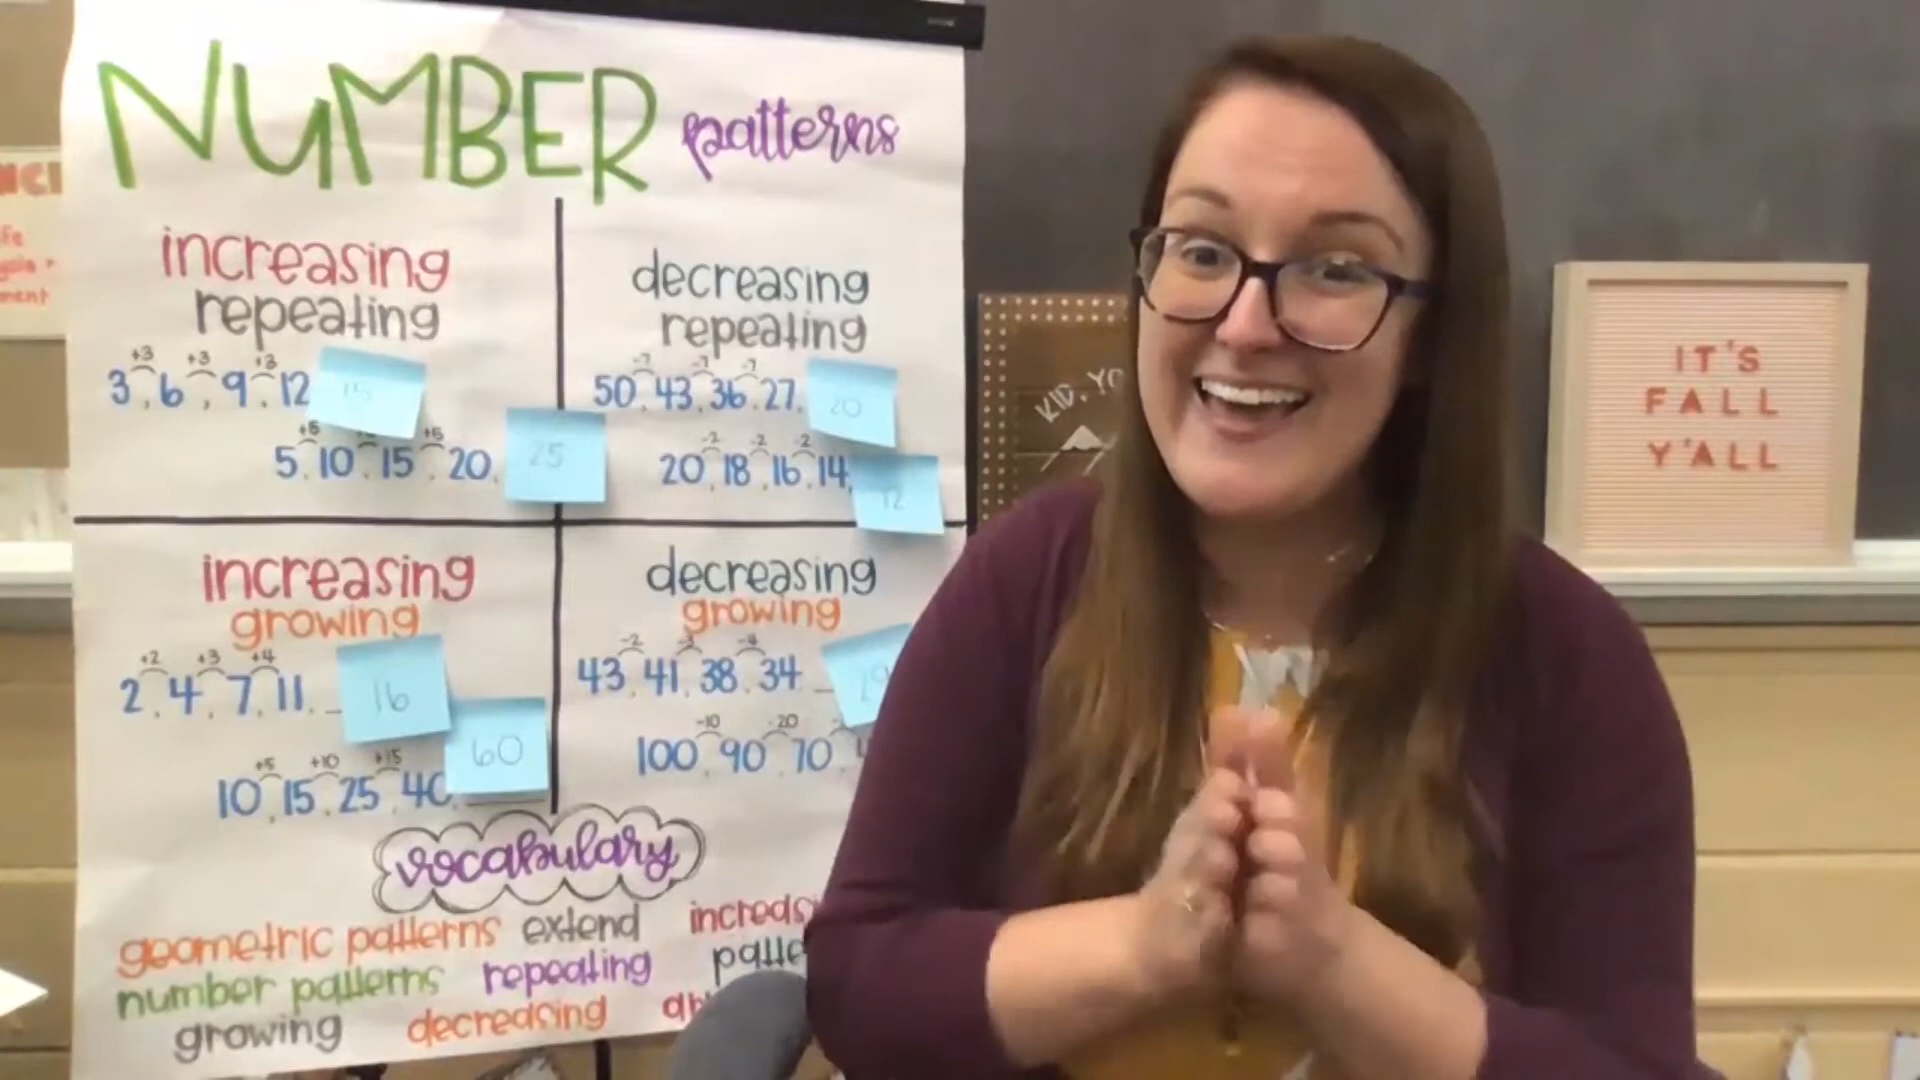 NUMBER patterns
increasing
repeating
+3 +3 +3
3, 6, 9, 12 15
+5 +5
5, 10, 15, 20, 25
decreasing
repeating
-7 -7 -7
50, 43, 36, 27, 20
-2 -2 -2
20, 18, 16, 14, 12
increasing
growing
+2 +3 +4
2, 4, 7, 11, _ 16
+5 +10 +15
10, 15, 25, 40, 60
decreasing
growing
-2 -3 -4
43, 41, 38, 34 _
-10 -20
100, 90, 70,
vocabulary
geometric patterns extend
number patterns repeating
growing decreasing
KID, YO
IT'S
FALL
Y'ALL